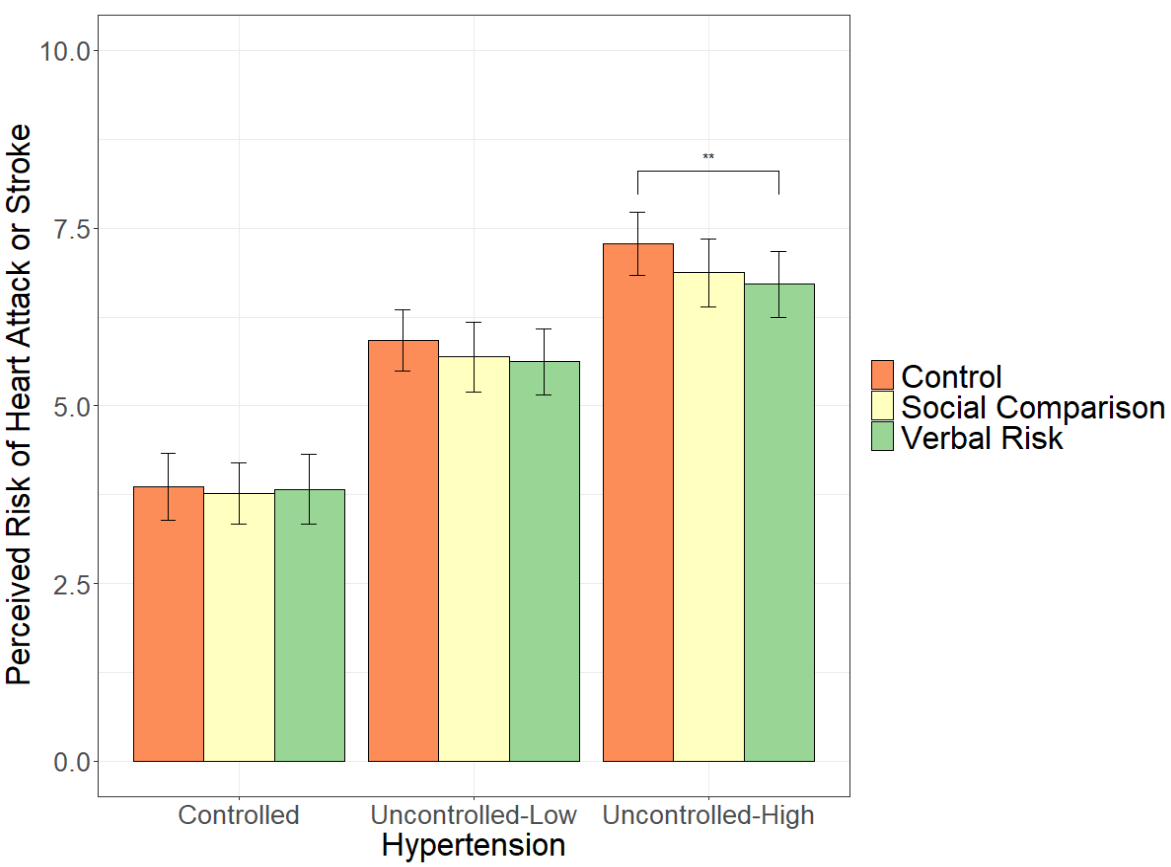 Perceived Risk of Heart Attack or Stroke
10.0
7.5
5.0
2.5
0.0
**
Controlled
Uncontrolled-Low
Uncontrolled-High
Hypertension
Control
Social Comparison
Verbal Risk